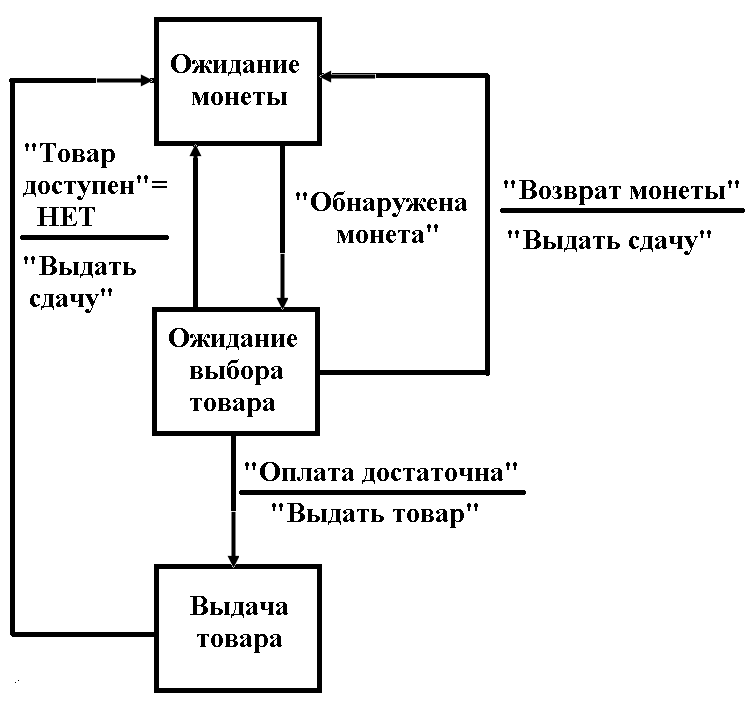 Ожидание
монеты
"Товар
доступен"=
НЕТ
"Выдать
сдачу"
"Обнаружена
монета"
"Возврат монеты"
"Выдать сдачу"
Ожидание
выбора
товара
"Оплата достаточна"
"Выдать товар"
Выдача
товара